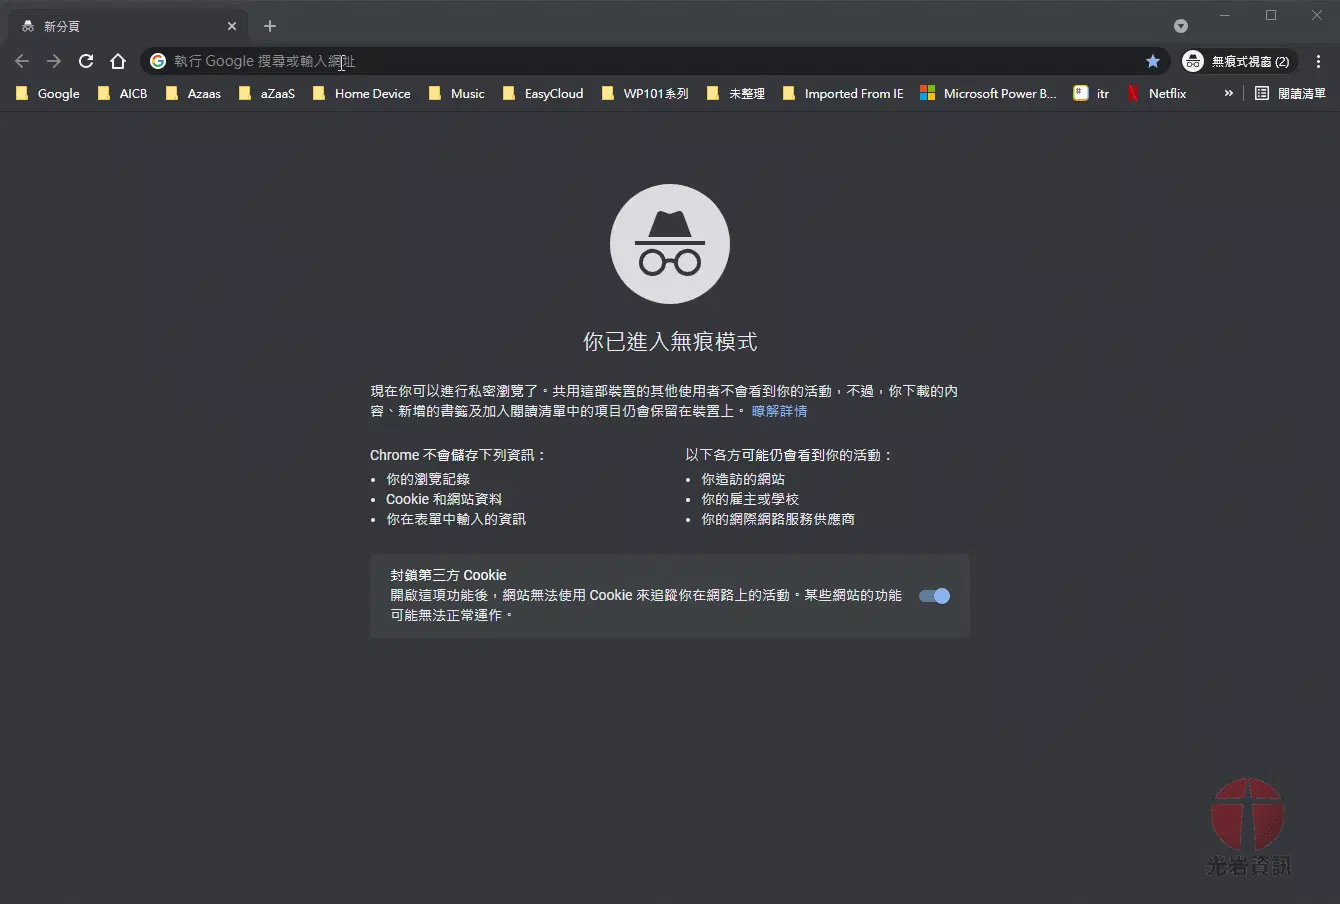 新分頁
執行 Google 搜尋或輸入網址
無痕式視窗 (2)
Google AICB Azaas aZaaS Home Device Music EasyCloud WP101系列 未整理 Imported From IE Microsoft Power B... itr Netflix » 閱讀清單
你已進入無痕模式
現在你可以進行私密瀏覽了。共用這部裝置的其他使用者不會看到你的活動，不過，你下載的內
容、新增的書籤及加入閱讀清單中的項目仍會保留在裝置上。 瞭解詳情
Chrome 不會儲存下列資訊：
• 你的瀏覽記錄
• Cookie 和網站資料
• 你在表單中輸入的資訊
以下各方可能仍會看到你的活動：
• 你造訪的網站
• 你的雇主或學校
• 你的網際網路服務供應商
封鎖第三方 Cookie
開啟這項功能後，網站無法使用 Cookie 來追蹤你在網路上的活動。某些網站的功能
可能無法正常運作。
光岩資訊